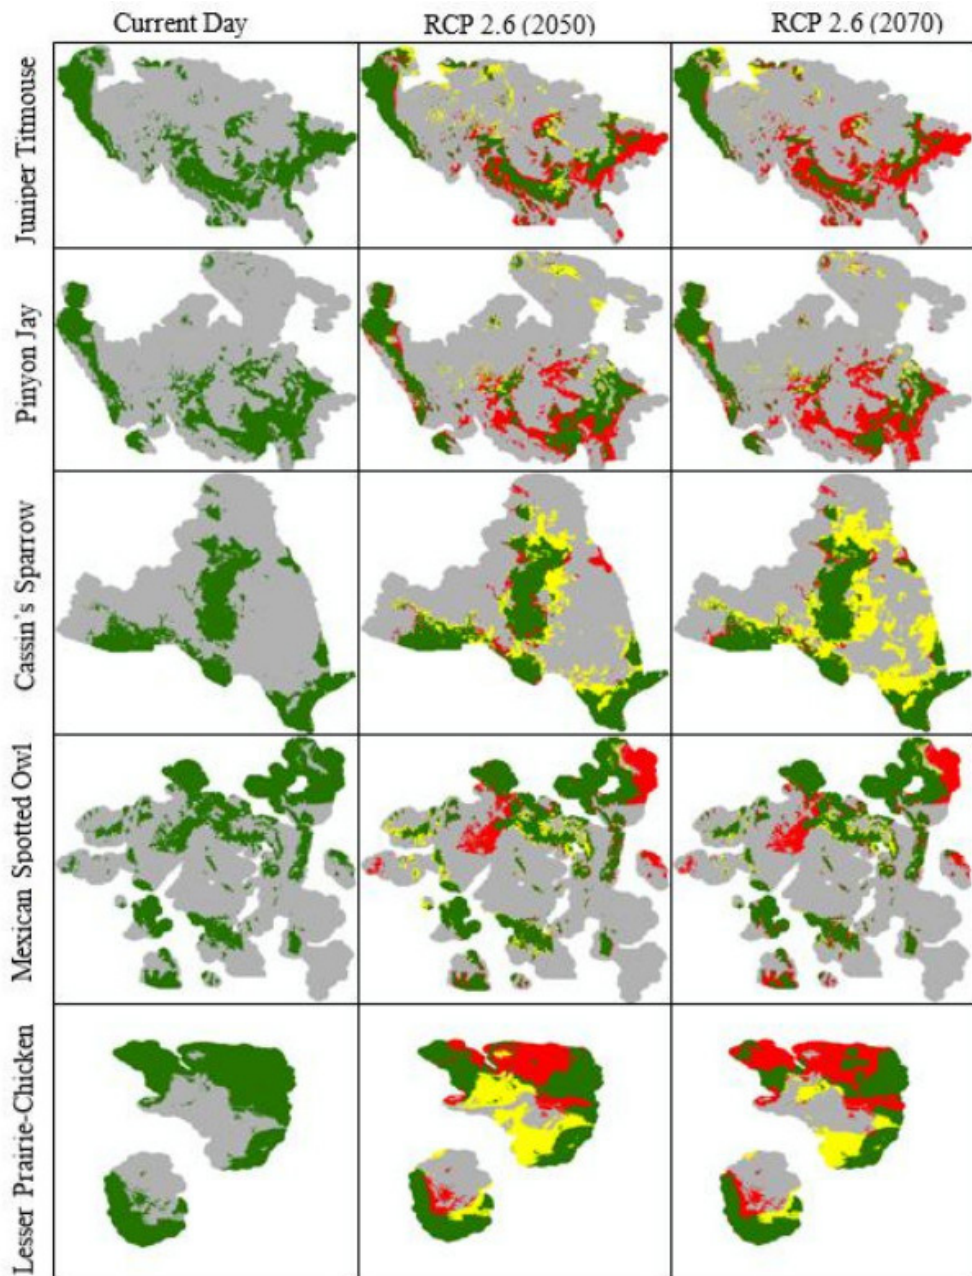 Current Day
RCP 2.6 (2050)
RCP 2.6 (2070)
Juniper Titmouse
Pinyon Jay
Cassin's Sparrow
Mexican Spotted Owl
Lesser Prairie-Chicken